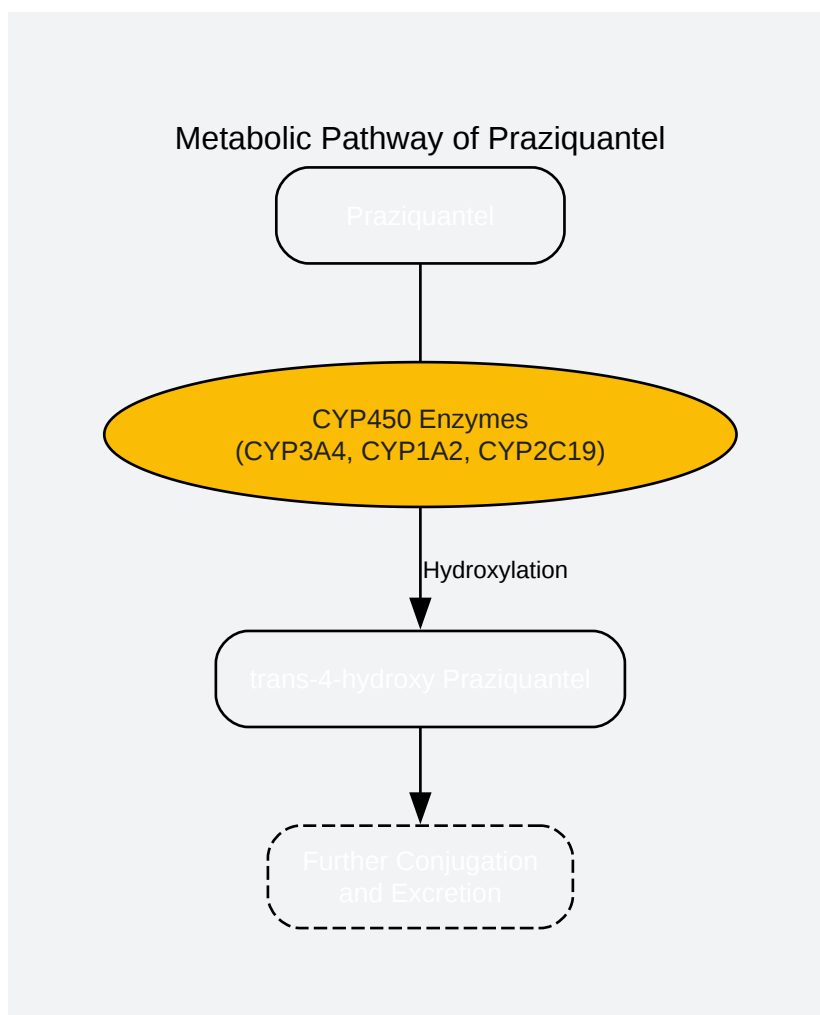 Metabolic Pathway of Praziquantel
Praziquantel
CYP450 Enzymes
(CYP3A4, CYP1A2, CYP2C19)
Hydroxylation
trans-4-hydroxy Praziquantel
Further Conjugation
and Excretion